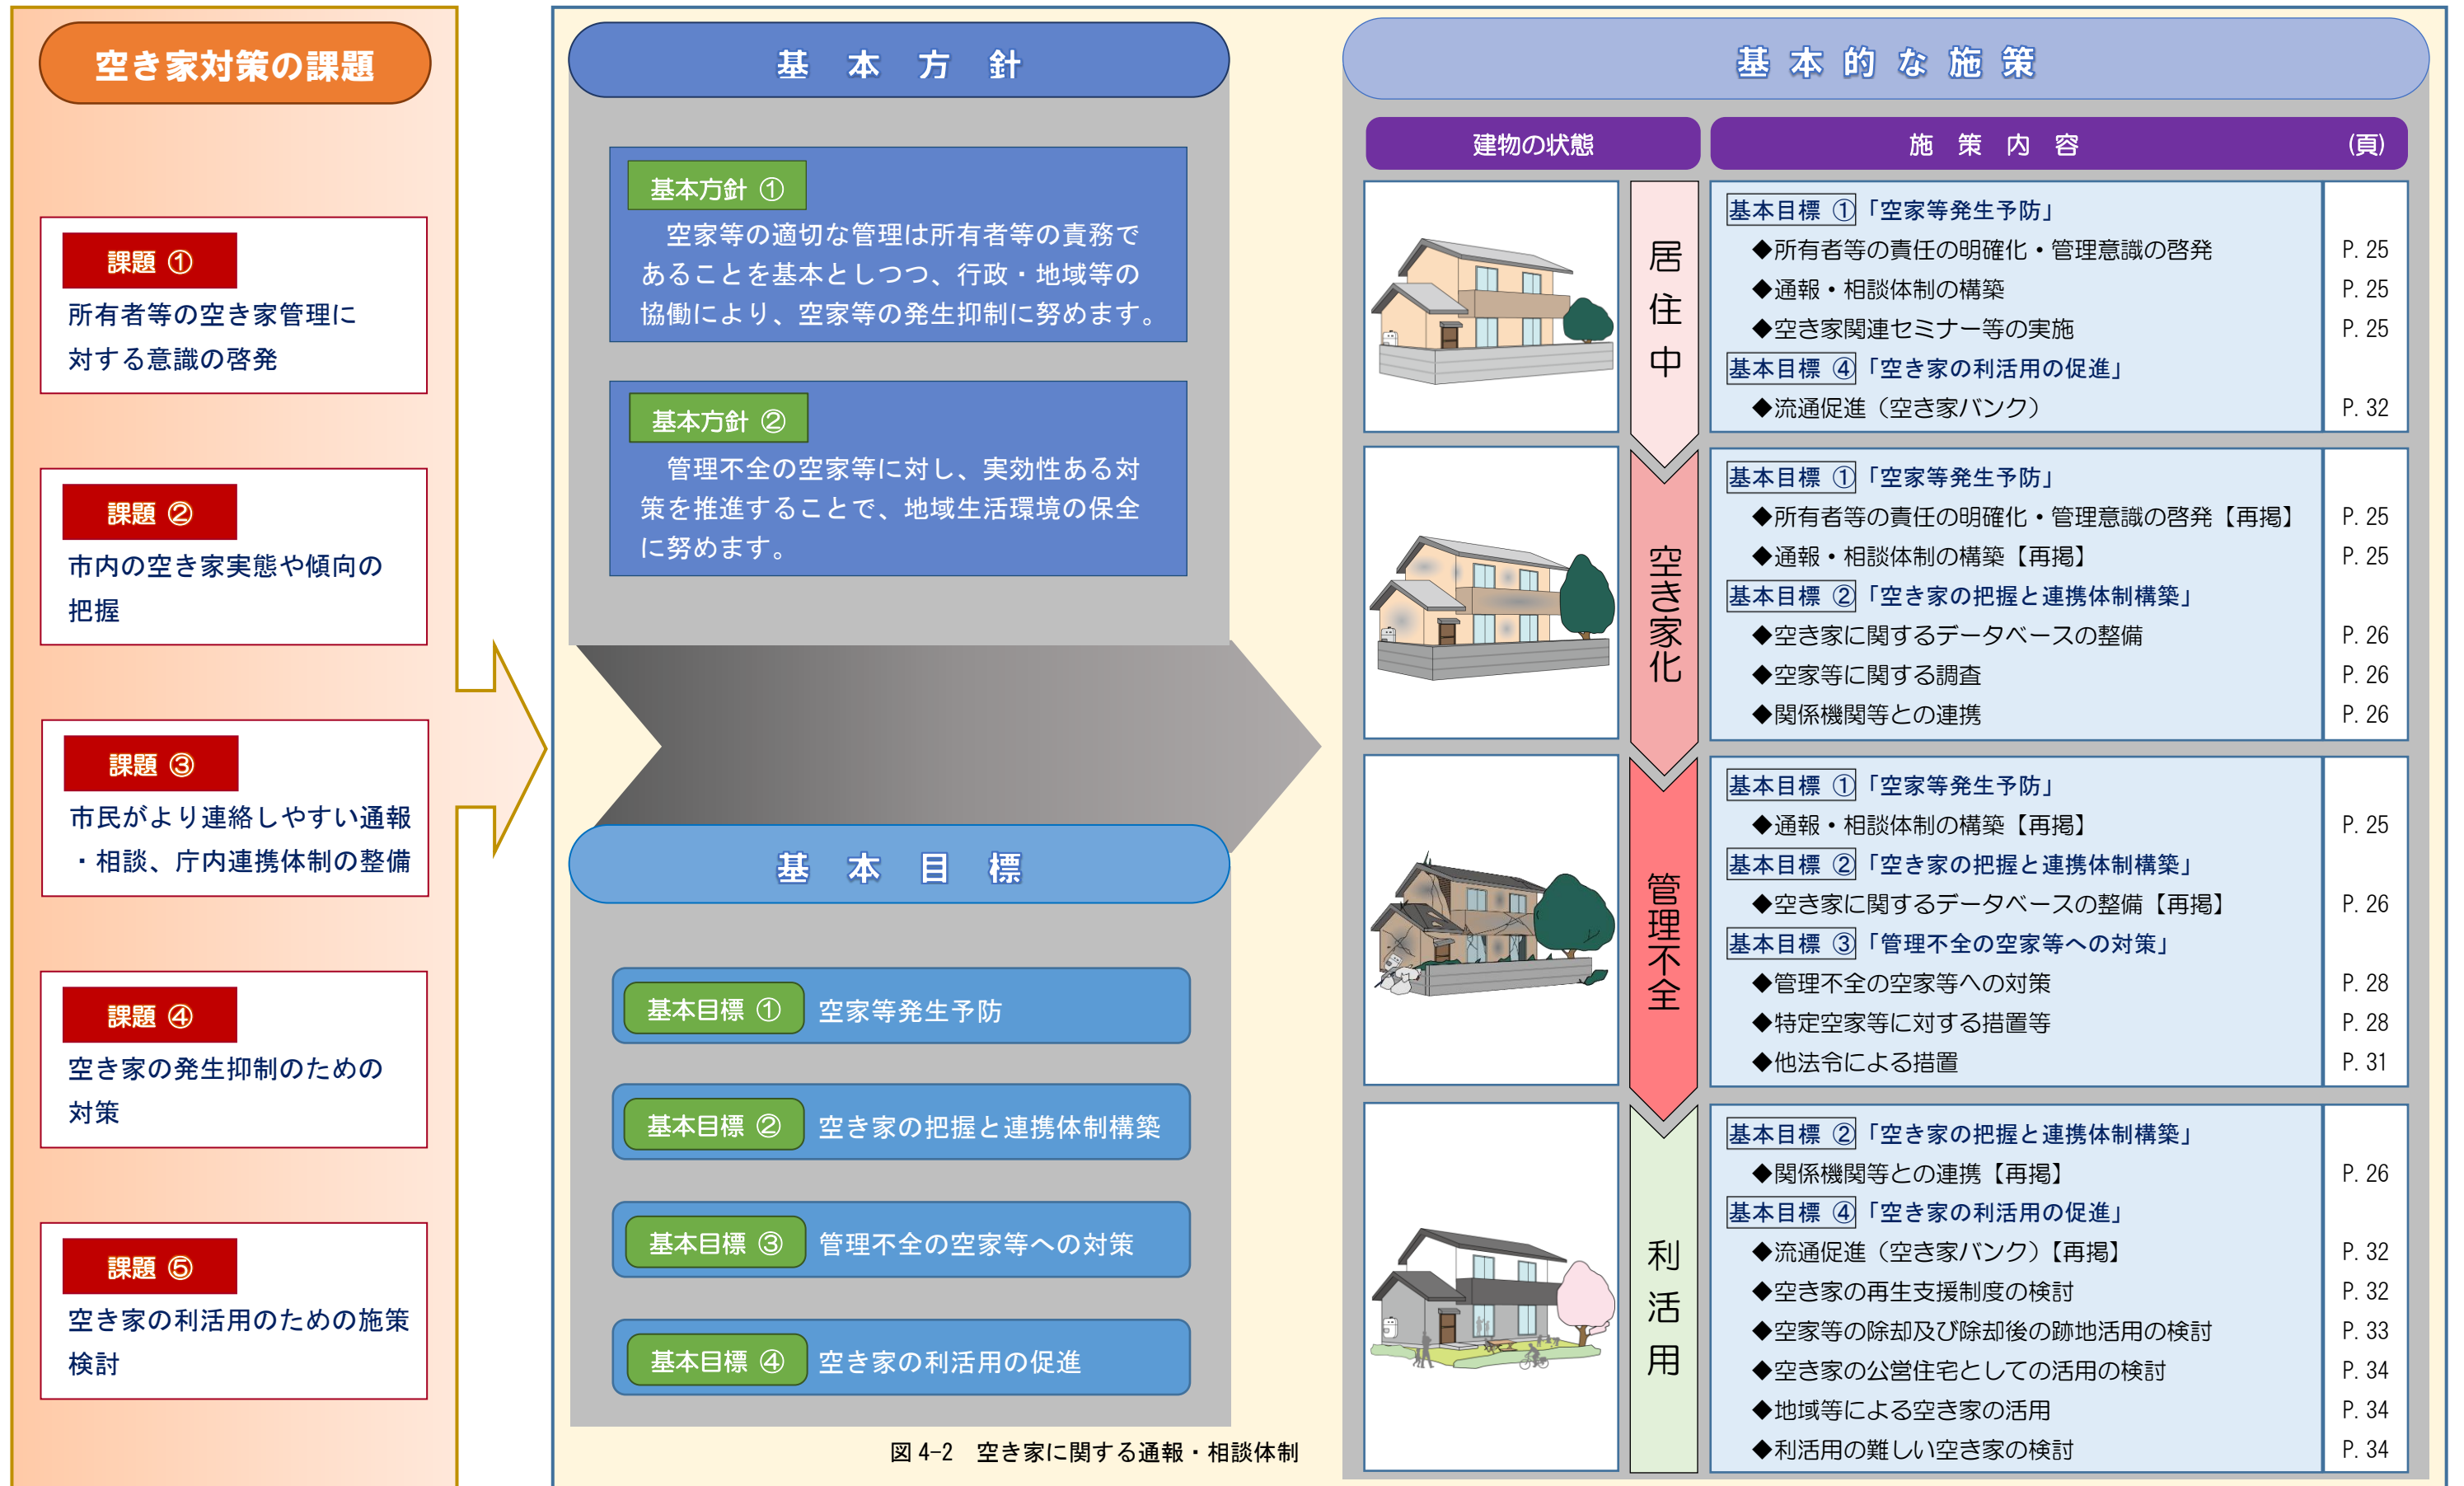 空き家対策の課題
課題 ①
所有者等の空き家管理に
対する意識の啓発
課題 ②
市内の空き家実態や傾向の
把握
課題 ③
市民がより連絡しやすい通報
・相談、庁内連携体制の整備
課題 ④
空き家の発生抑制のための
対策
課題 ⑤
空き家の利活用のための施策
検討
基 本 方 針
基本方針 ①
空家等の適切な管理は所有者等の責務で
あることを基本としつつ、行政・地域等の
協働により、空家等の発生抑制に努めます。
基本方針 ②
管理不全の空家等に対し、実効性ある対
策を推進することで、地域生活環境の保全
に努めます。
基 本 目 標
基本目標 ① 空家等発生予防
基本目標 ② 空き家の把握と連携体制構築
基本目標 ③ 管理不全の空家等への対策
基本目標 ④ 空き家の利活用の促進
図 4-2 空き家に関する通報・相談体制
基 本 的 な 施 策
建物の状態 施 策 内 容 (頁)
居住中
基本目標 ①「空家等発生予防」
◆所有者等の責任の明確化・管理意識の啓発 P. 25
◆通報・相談体制の構築 P. 25
◆空き家関連セミナー等の実施 P. 25
基本目標 ④「空き家の利活用の促進」
◆流通促進（空き家バンク） P. 32
空き家化
基本目標 ①「空家等発生予防」
◆所有者等の責任の明確化・管理意識の啓発【再掲】 P. 25
◆通報・相談体制の構築【再掲】 P. 25
基本目標 ②「空き家の把握と連携体制構築」
◆空き家に関するデータベースの整備 P. 26
◆空家等に関する調査 P. 26
◆関係機関等との連携 P. 26
管理不全
基本目標 ①「空家等発生予防」
◆通報・相談体制の構築【再掲】 P. 25
基本目標 ②「空き家の把握と連携体制構築」
◆空き家に関するデータベースの整備【再掲】 P. 26
基本目標 ③「管理不全の空家等への対策」
◆管理不全の空家等への対策 P. 28
◆特定空家等に対する措置等 P. 28
◆他法令による措置 P. 31
利活用
基本目標 ②「空き家の把握と連携体制構築」
◆関係機関等との連携【再掲】 P. 26
基本目標 ④「空き家の利活用の促進」
◆流通促進（空き家バンク）【再掲】 P. 32
◆空き家の再生支援制度の検討 P. 32
◆空家等の除却及び除却後の跡地活用の検討 P. 33
◆空き家の公営住宅としての活用の検討 P. 34
◆地域等による空き家の活用 P. 34
◆利活用の難しい空き家の検討 P. 34